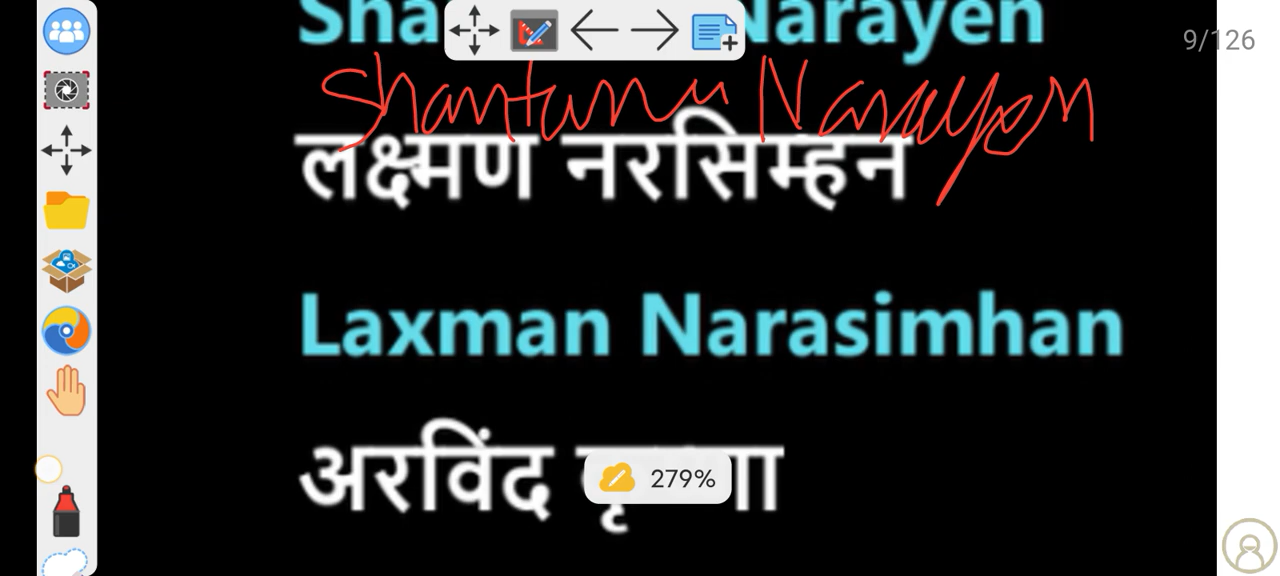 Narayen 9/126
Shantunu Narayen
लक्ष्मण नरसिम्हन
Laxman Narasimhan
अरविंद
279%